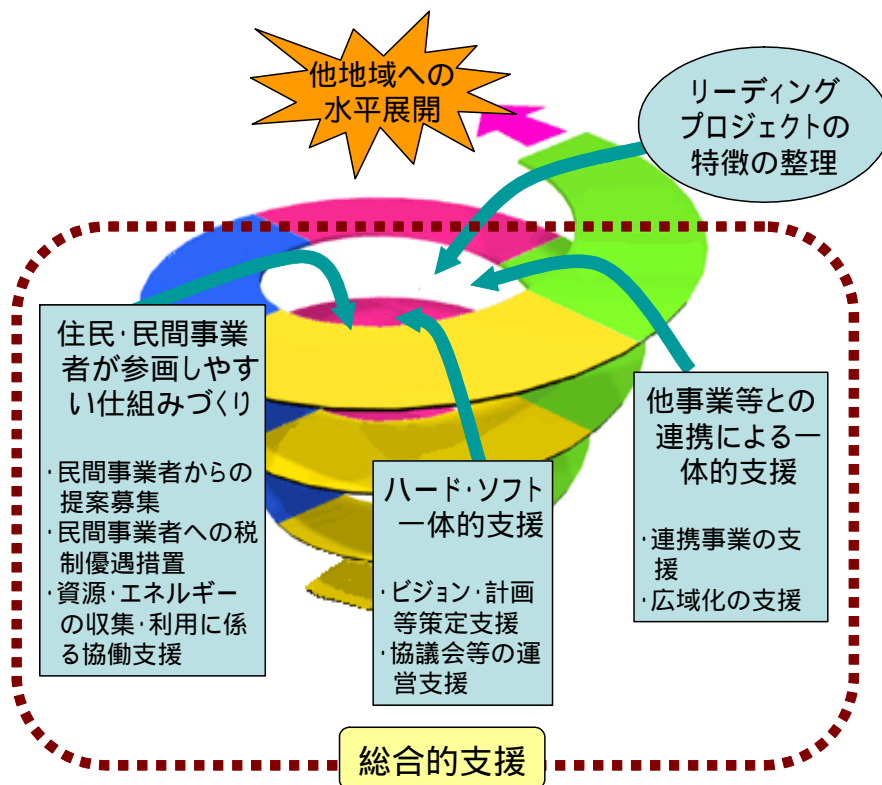 他地域への
水平展開
リーディング
プロジェクトの
特徴の整理
住民・民間事業
者が参画しやす
い仕組みづくり
・民間事業者からの
提案募集
・民間事業者への税
制優遇措置
・資源・エネルギー
の収集・利用に係
る協働支援
ハード・ソフト
一体的支援
・ビジョン・計画
等策定支援
・協議会等の運
営支援
他事業等との
連携による一
体的支援
・連携事業の支
援
・広域化の支援
総合的支援